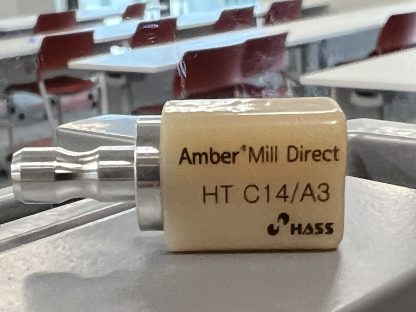 Amber® Mill Direct
HT C14/A3
HASS